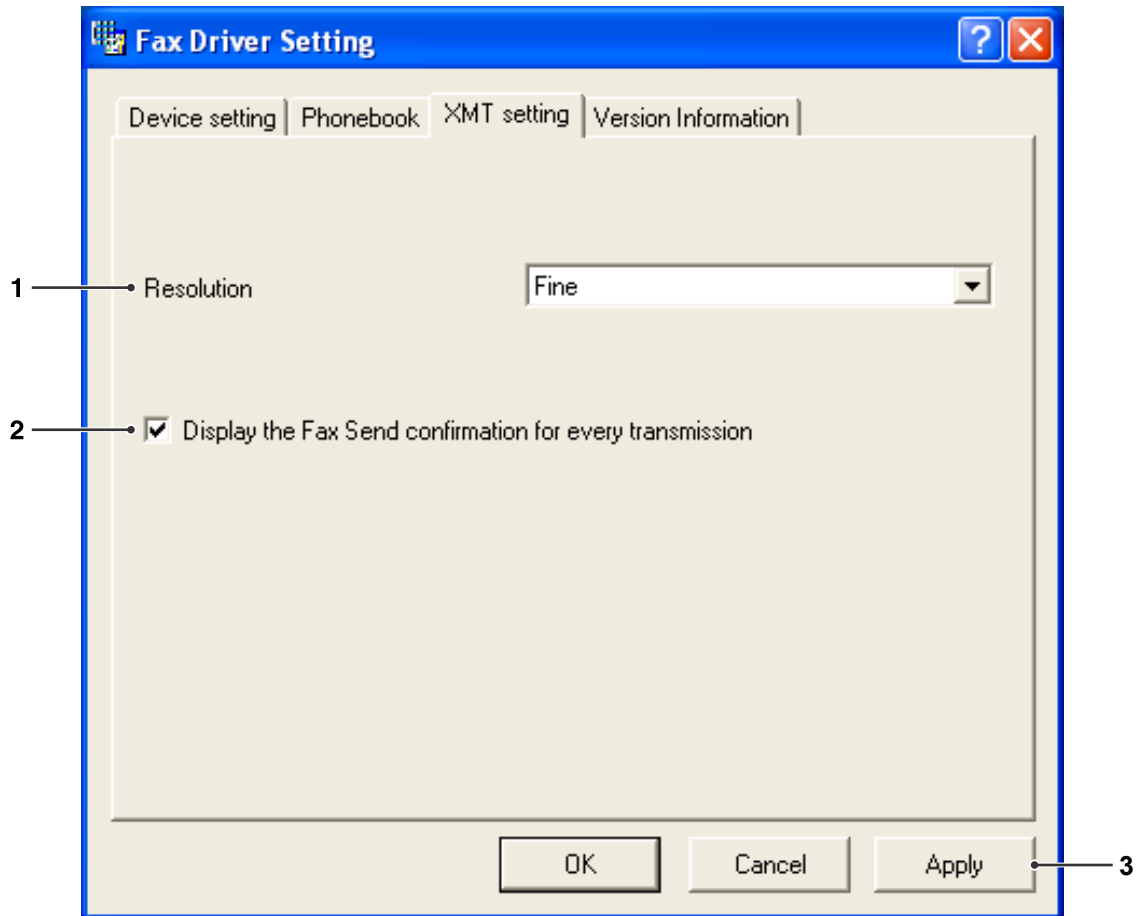 Fax Driver Setting
Device setting Phonebook XMT setting Version Information
1 Resolution Fine
2 Display the Fax Send confirmation for every transmission
OK Cancel Apply 3